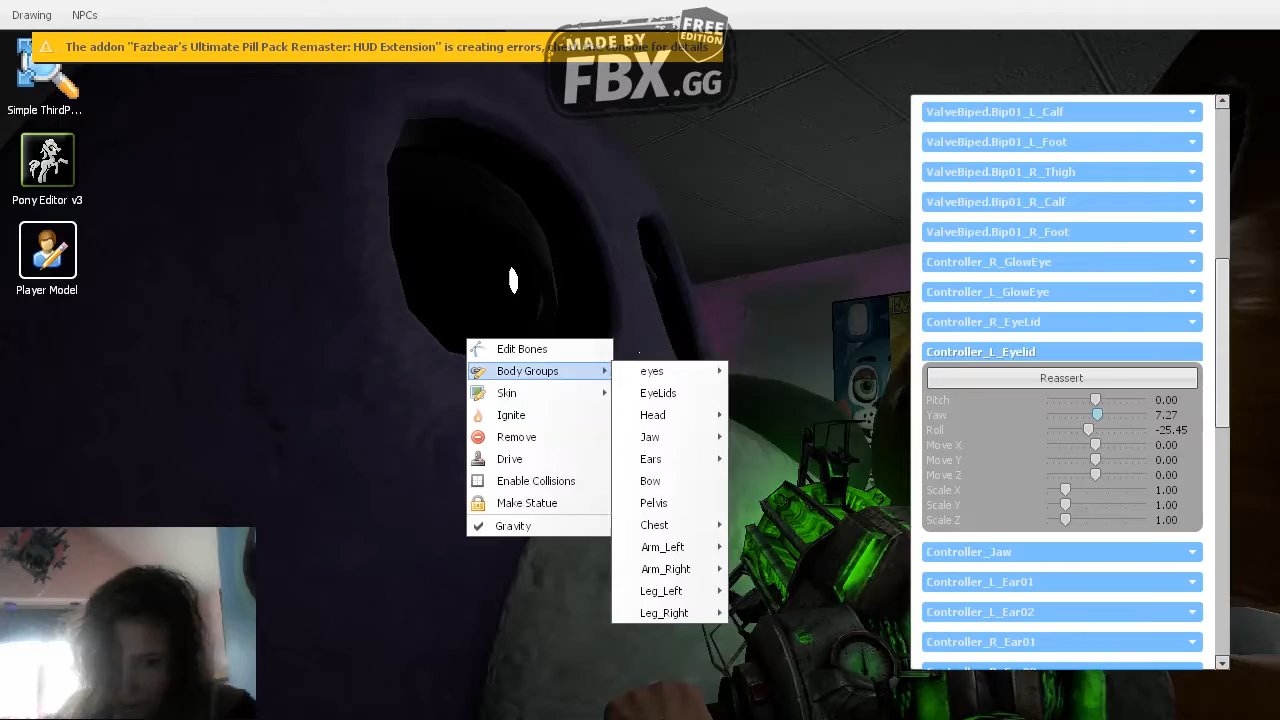 Drawing
NPCs
The addon "Fazbear's Ultimate Pill Pack Remaster: HUD Extension" is creating errors, check the console for details
MADE BY
FREE
EDITION
FBX.GG
Simple ThirdP...
Pony Editor v3
Player Model
Edit Bones
Body Groups
Skin
Ignite
Remove
Drive
Enable Collisions
Make Statue
Gravity
eyes
EyeLids
Head
Jaw
Ears
Bow
Pelvis
Chest
Arm_Left
Arm_Right
Leg_Left
Leg_Right
ValveBiped.Bip01_L_Calf
ValveBiped.Bip01_L_Foot
ValveBiped.Bip01_R_Thigh
ValveBiped.Bip01_R_Calf
ValveBiped.Bip01_R_Foot
Controller_R_GlowEye
Controller_L_GlowEye
Controller_R_EyeLid
Controller_L_Eyelid
Reassert
Pitch 0.00
Yaw 7.27
Roll -25.45
Move X 0.00
Move Y 0.00
Move Z 0.00
Scale X 1.00
Scale Y 1.00
Scale Z 1.00
Controller_Jaw
Controller_L_Ear01
Controller_L_Ear02
Controller_R_Ear01